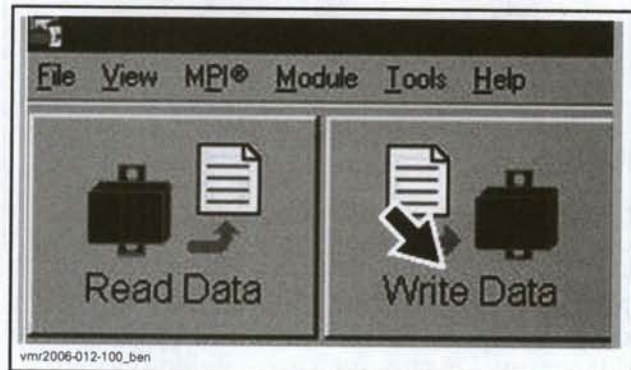 File View MPI® Module Tools Help
Read Data Write Data
vmr2006-012-100_ben